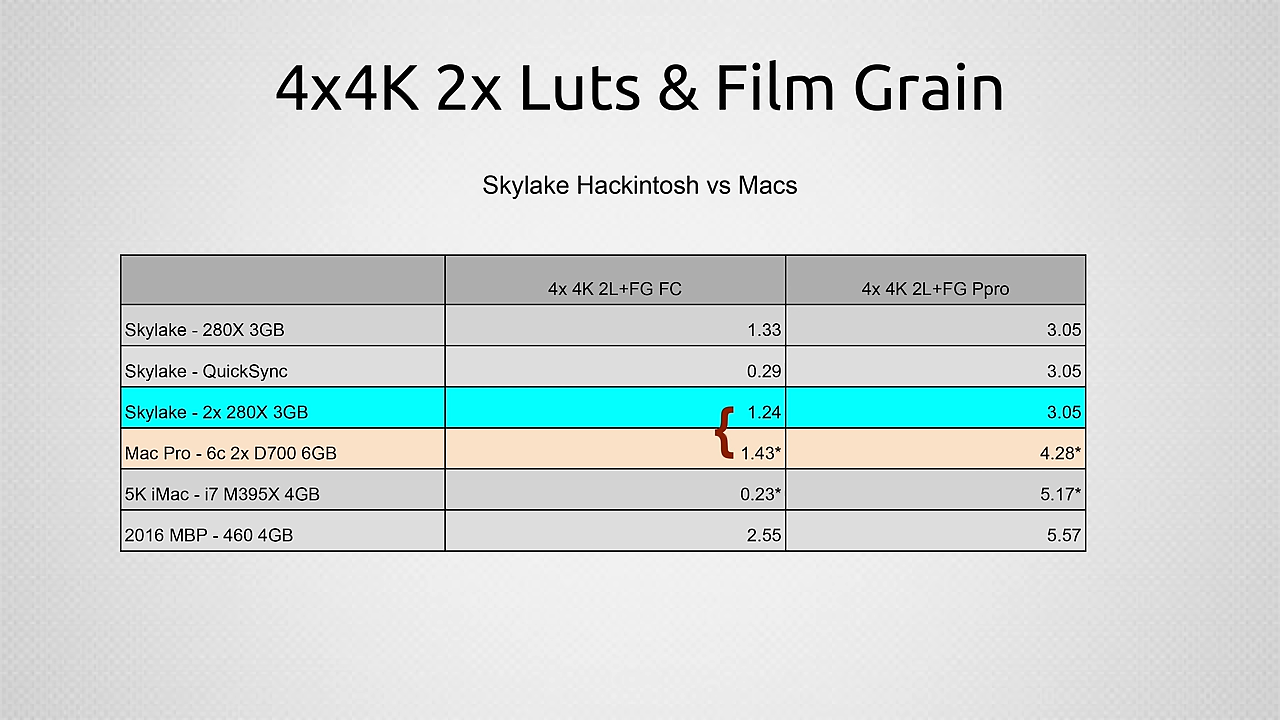 4x4K 2x Luts & Film Grain
Skylake Hackintosh vs Macs
4x 4K 2L+FG FC 4x 4K 2L+FG Ppro
Skylake - 280X 3GB 1.33 3.05
Skylake - QuickSync 0.29 3.05
Skylake - 2x 280X 3GB 1.24 3.05
Mac Pro - 6c 2x D700 6GB 1.43* 4.28*
5K iMac - i7 M395X 4GB 0.23* 5.17*
2016 MBP - 460 4GB 2.55 5.57